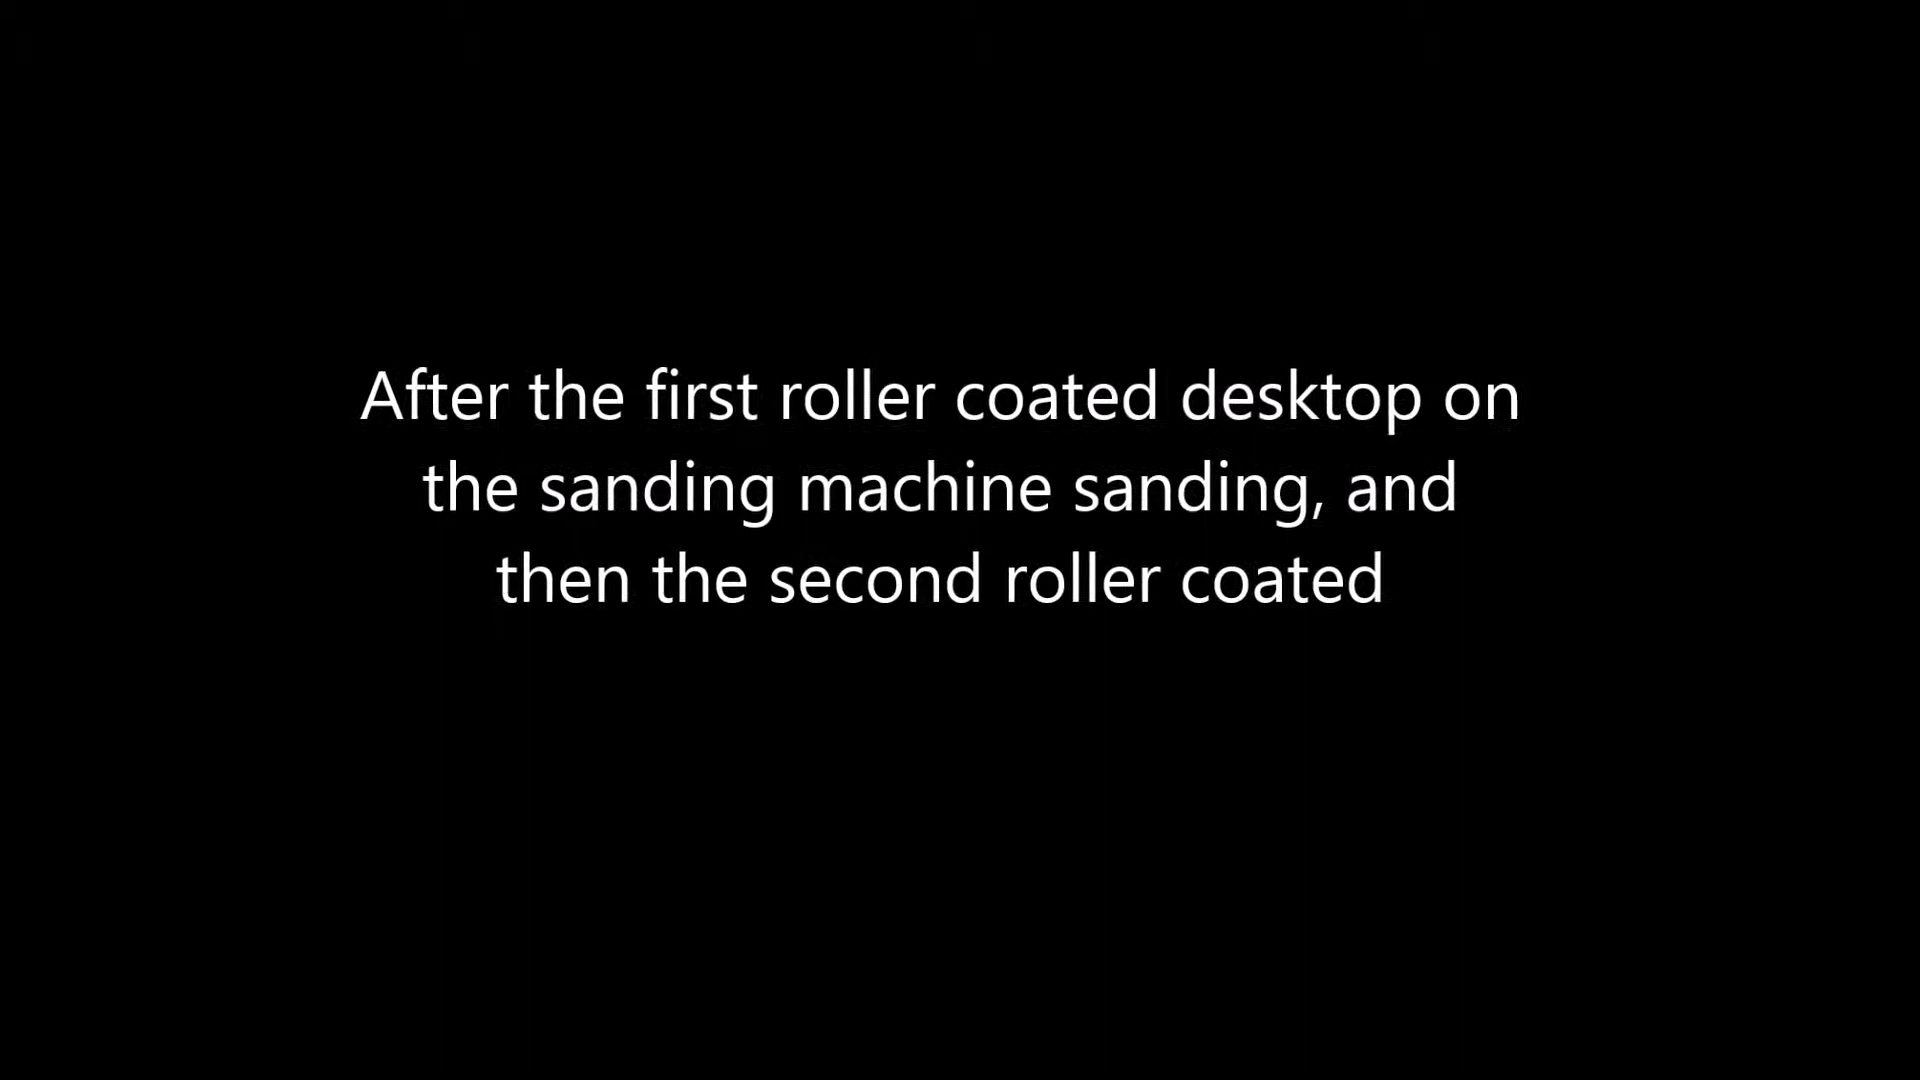 After the first roller coated desktop on
the sanding machine sanding, and
then the second roller coated